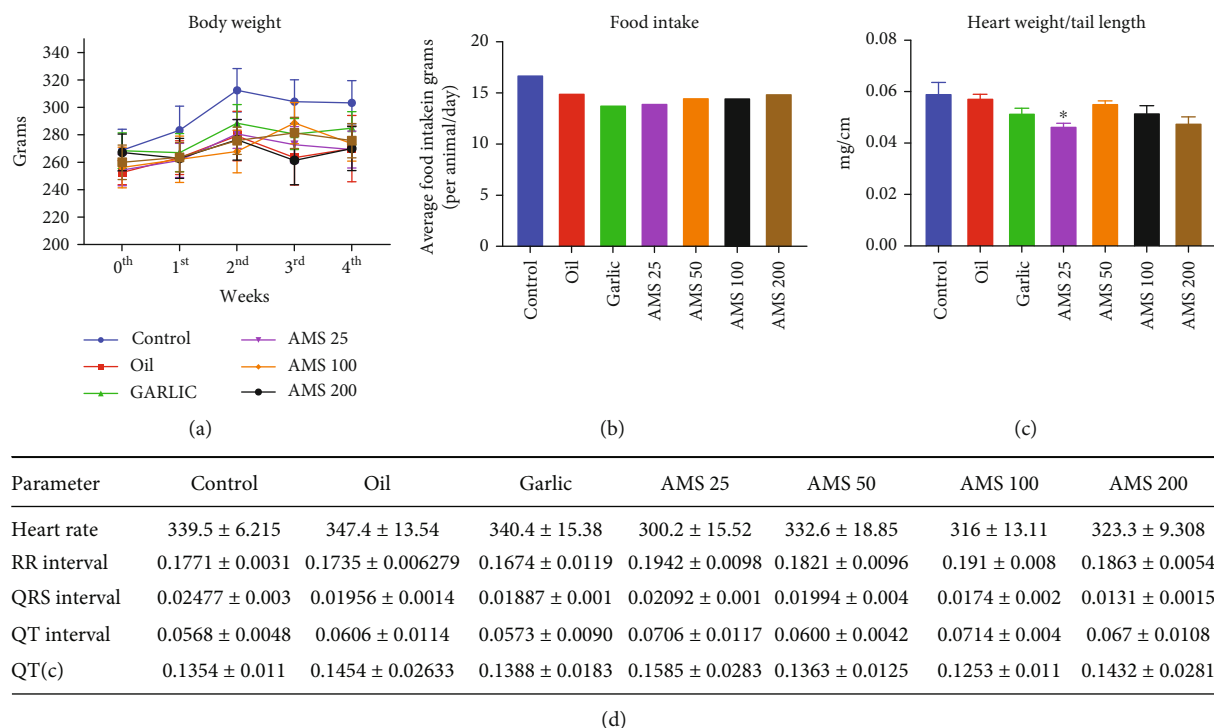 Body weight
340
320
300
280
260
240
220
200
Grams
0th 1st 2nd 3rd 4th
Weeks
Control
Oil
GARLIC
AMS 25
AMS 100
AMS 200
(a)
Food intake
20
15
10
5
0
Average food intakein grams
(per animal/day)
Control
Oil
Garlic
AMS 25
AMS 50
AMS 100
AMS 200
(b)
Heart weight/tail length
0.08
0.06
0.04
0.02
0.00
mg/cm
*
Control
Oil
Garlic
AMS 25
AMS 50
AMS 100
AMS 200
(c)
Parameter Control Oil Garlic AMS 25 AMS 50 AMS 100 AMS 200
Heart rate 339.5 ± 6.215 347.4 ± 13.54 340.4 ± 15.38 300.2 ± 15.52 332.6 ± 18.85 316 ± 13.11 323.3 ± 9.308
RR interval 0.1771 ± 0.0031 0.1735 ± 0.006279 0.1674 ± 0.0119 0.1942 ± 0.0098 0.1821 ± 0.0096 0.191 ± 0.008 0.1863 ± 0.0054
QRS interval 0.02477 ± 0.003 0.01956 ± 0.0014 0.01887 ± 0.001 0.02092 ± 0.001 0.01994 ± 0.004 0.0174 ± 0.002 0.0131 ± 0.0015
QT interval 0.0568 ± 0.0048 0.0606 ± 0.0114 0.0573 ± 0.0090 0.0706 ± 0.0117 0.0600 ± 0.0042 0.0714 ± 0.004 0.067 ± 0.0108
QT(c) 0.1354 ± 0.011 0.1454 ± 0.02633 0.1388 ± 0.0183 0.1585 ± 0.0283 0.1363 ± 0.0125 0.1253 ± 0.011 0.1432 ± 0.0281
(d)